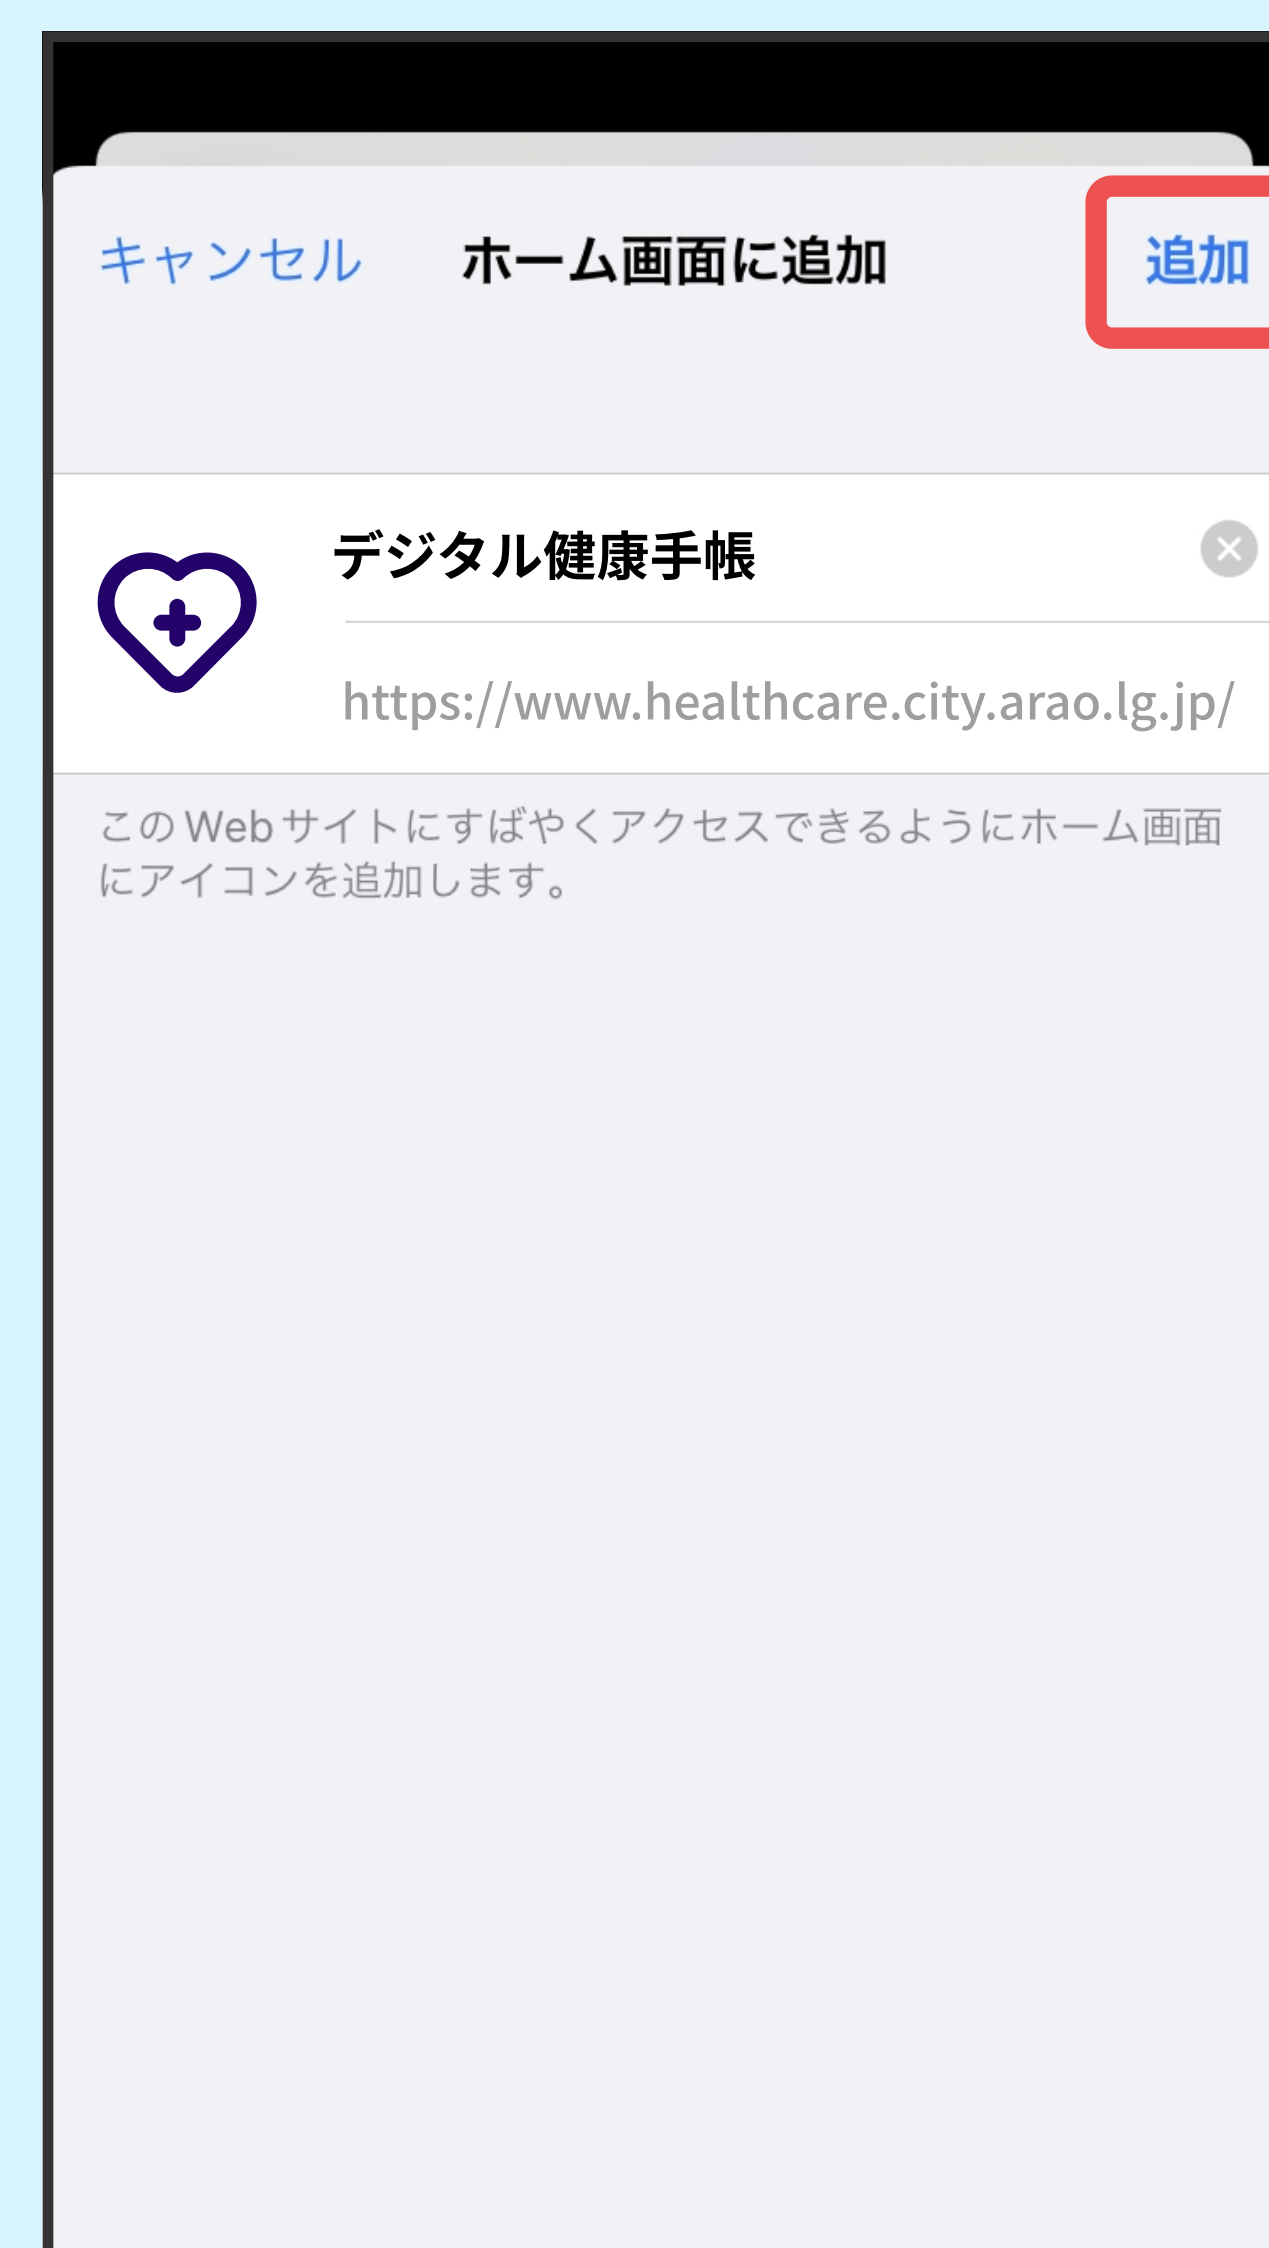 キャンセル ホーム画面に追加 追加
デジタル健康手帳
https://www.healthcare.city.arao.lg.jp/
このWebサイトにすばやくアクセスできるようにホーム画面
にアイコンを追加します。